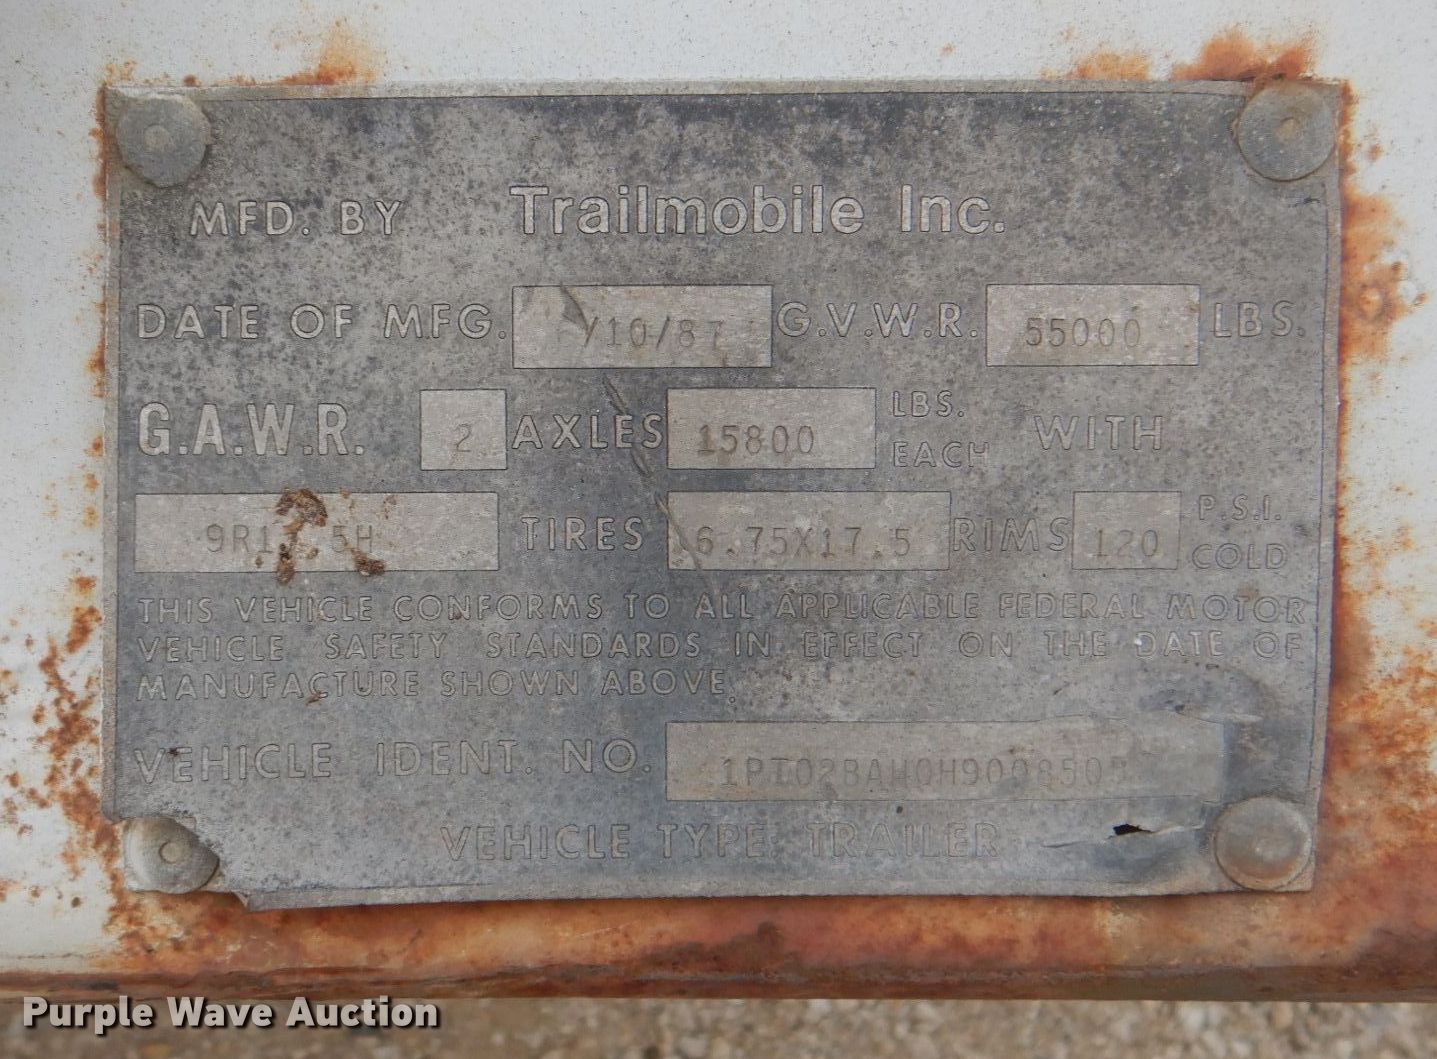 MFD. BY Trailmobile Inc.
DATE OF MFG. /10/87 G.V.W.R. 55000 LBS.
G.A.W.R. 2 AXLES 15800 LBS. EACH WITH
TIRES 6.75X17.5 RIMS 120 P.S.I. COLD
THIS VEHICLE CONFORMS TO ALL APPLICABLE FEDERAL MOTOR
VEHICLE SAFETY STANDARDS IN EFFECT ON THE DATE OF
MANUFACTURE SHOWN ABOVE.
VEHICLE IDENT. NO.
VEHICLE TYPE: TRAILER
Purple Wave Auction